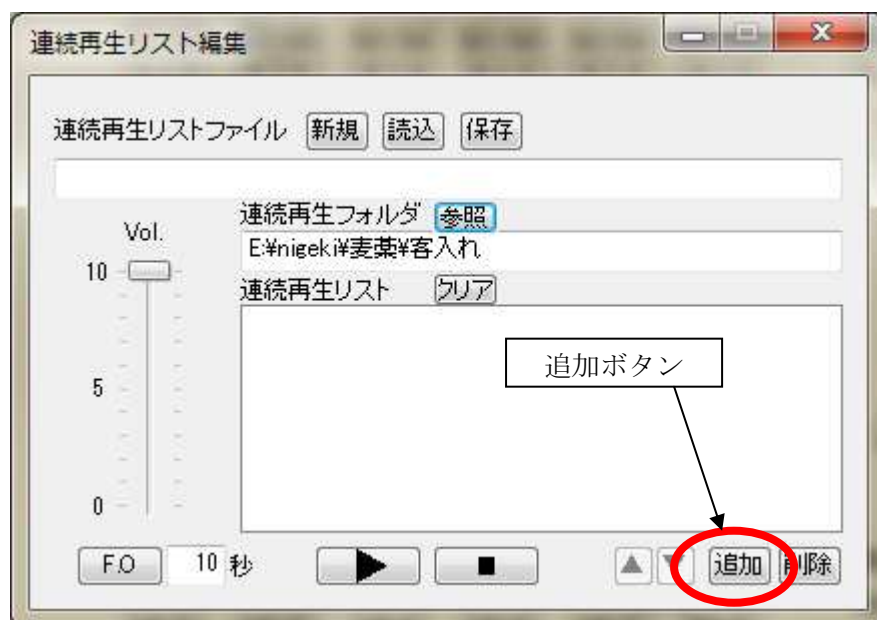 連続再生リスト編集
連続再生リストファイル 新規 読込 保存
連続再生フォルダ 参照
Vol.
E:¥nigeki¥麦藁¥客入れ
10
連続再生リスト クリア
追加ボタン
5
0
F.O 10 秒 追加 削除